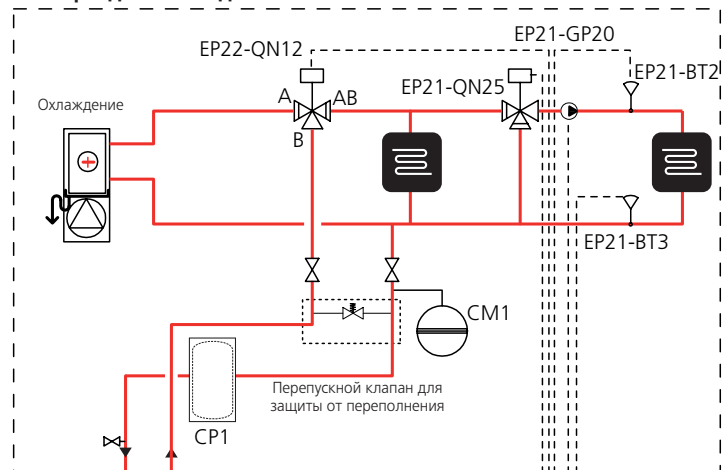 EP21-GP20
EP22-QN12
EP21-BT2
EP21-QN25
Охлаждение
A
AB
B
EP21-BT3
CM1
Перепускной клапан для
защиты от переполнения
CP1